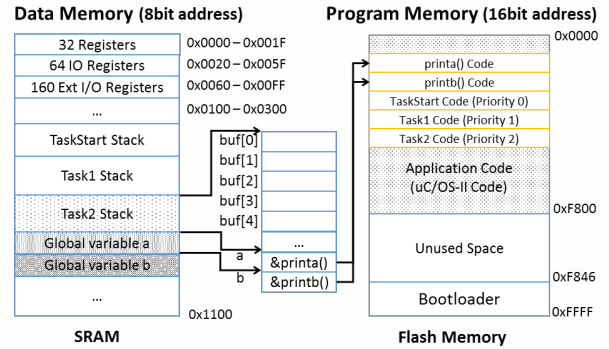 Data Memory (8bit address)
32 Registers
0x0000 – 0x001F
64 IO Registers
0x0020 – 0x005F
160 Ext I/O Registers
0x0060 – 0x00FF
...
0x0100 – 0x0300
TaskStart Stack
Task1 Stack
Task2 Stack
Global variable a
Global variable b
...
0x1100
SRAM
buf[0]
buf[1]
buf[2]
buf[3]
buf[4]
...
a
&printa()
b
&printb()
Program Memory (16bit address)
0x0000
printa() Code
printb() Code
TaskStart Code (Priority 0)
Task1 Code (Priority 1)
Task2 Code (Priority 2)
Application Code
(uC/OS-II Code)
0xF800
Unused Space
0xF846
Bootloader
0xFFFF
Flash Memory